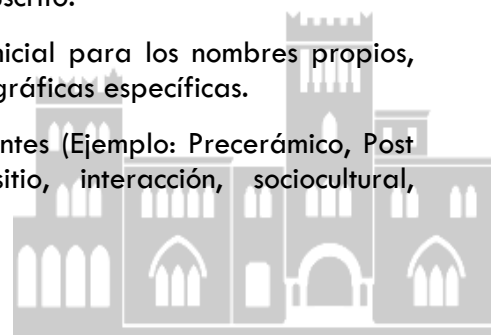 nicial para los nombres propios,
gráficas específicas.
ntes (Ejemplo: Precerámico, Post
sitio, interacción, sociocultural,